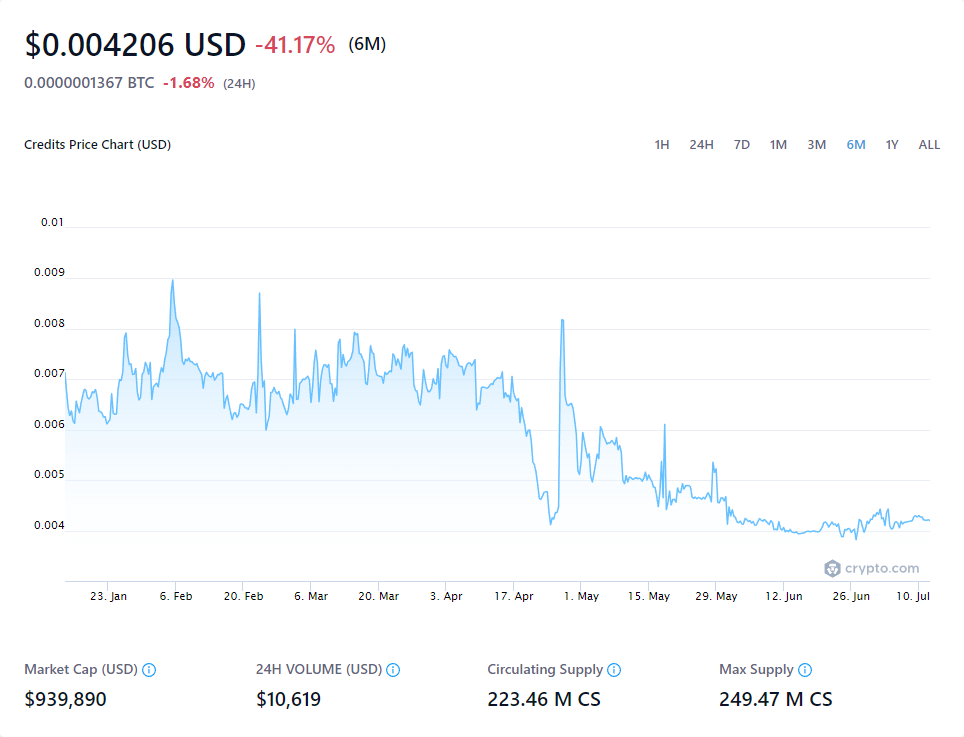 $0.004206 USD -41.17% (6M)
0.0000001367 BTC -1.68% (24H)
Credits Price Chart (USD)
1H 24H 7D 1M 3M 6M 1Y ALL
0.01
0.009
0.008
0.007
0.006
0.005
0.004
crypto.com
23. Jan 6. Feb 20. Feb 6. Mar 20. Mar 3. Apr 17. Apr 1. May 15. May 29. May 12. Jun 26. Jun 10. Jul
Market Cap (USD) 24H VOLUME (USD) Circulating Supply Max Supply
$939,890 $10,619 223.46 M CS 249.47 M CS